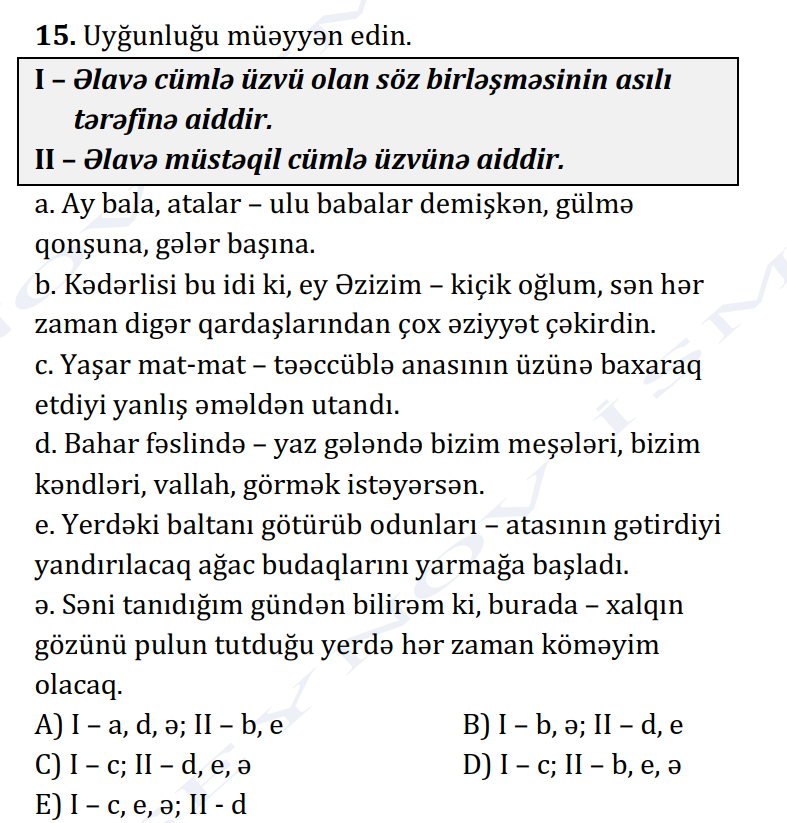 15. Uyğunluğu müəyyən edin.
I – Əlavə cümlə üzvü olan söz birləşməsinin asılı
tərəfinə aiddir.
II – Əlavə müstəqil cümlə üzvünə aiddir.
a. Ay bala, atalar – ulu babalar demişkən, gülmə
qonşuna, gələr başına.
b. Kədərlisi bu idi ki, ey Əzizim – kiçik oğlum, sən hər
zaman digər qardaşlarından çox əziyyət çəkirdin.
c. Yaşar mat-mat – təəccüblə anasının üzünə baxaraq
etdiyi yanlış əməldən utandı.
d. Bahar fəslində – yaz gələndə bizim meşələri, bizim
kəndləri, vallah, görmək istəyərsən.
e. Yerdəki baltanı götürüb odunları – atasının gətirdiyi
yandırılacaq ağac budaqlarını yarmağa başladı.
ə. Səni tanıdığım gündən bilirəm ki, burada – xalqın
gözünü pulun tutduğu yerdə hər zaman köməyim
olacaq.
A) I – a, d, ə; II – b, e
B) I – b, ə; II – d, e
C) I – c; II – d, e, ə
D) I – c; II – b, e, ə
E) I – c, e, ə; II - d